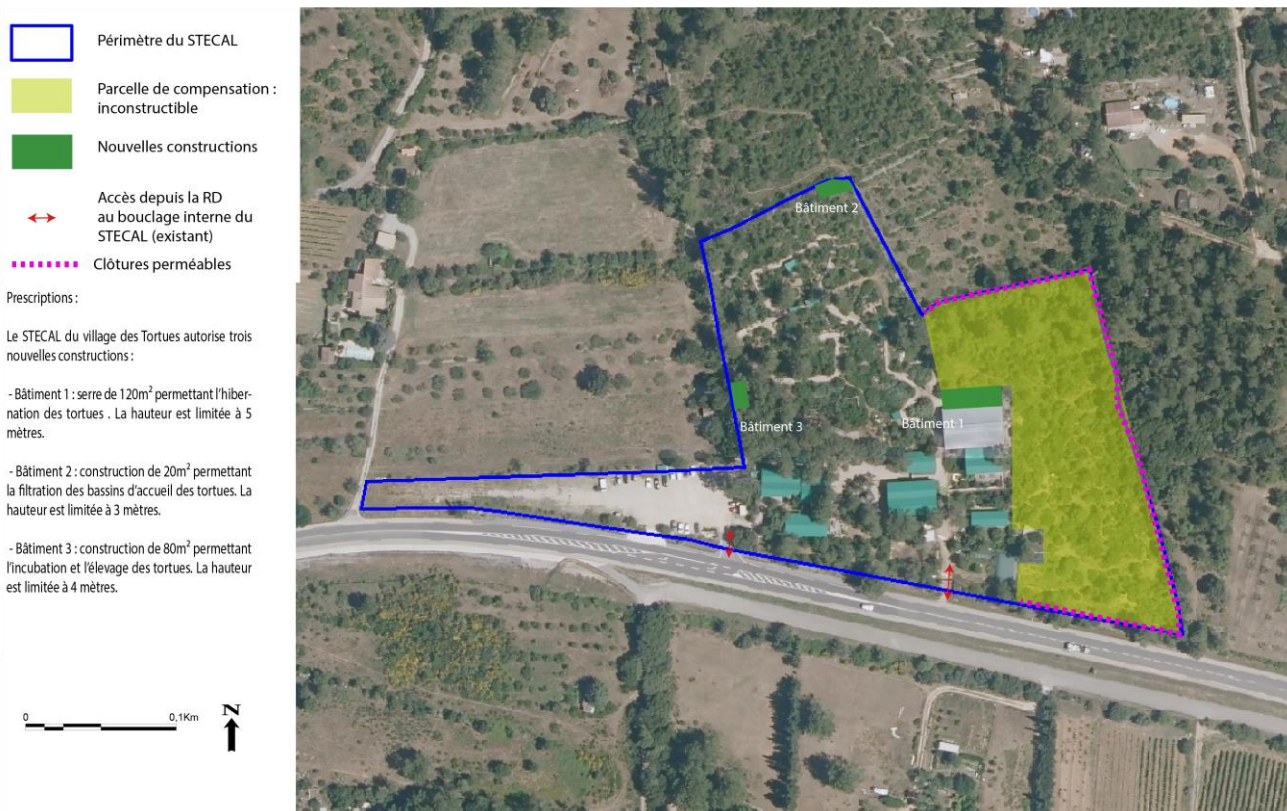 Périmètre du STECAL
Parcelle de compensation :
inconstructible
Nouvelles constructions
Accès depuis la RD
au bouclage interne du
STECAL (existant)
Clôtures perméables
Prescriptions :
Le STECAL du village des Tortues autorise trois
nouvelles constructions :
- Bâtiment 1 : serre de 120m² permettant l'hiber-
nation des tortues . La hauteur est limitée à 5
mètres.
- Bâtiment 2 : construction de 20m² permettant
la filtration des bassins d'accueil des tortues. La
hauteur est limitée à 3 mètres.
- Bâtiment 3 : construction de 80m² permettant
l'incubation et l'élevage des tortues. La hauteur
est limitée à 4 mètres.
0 0,1Km
N
Bâtiment 2
Bâtiment 3
Bâtiment 1